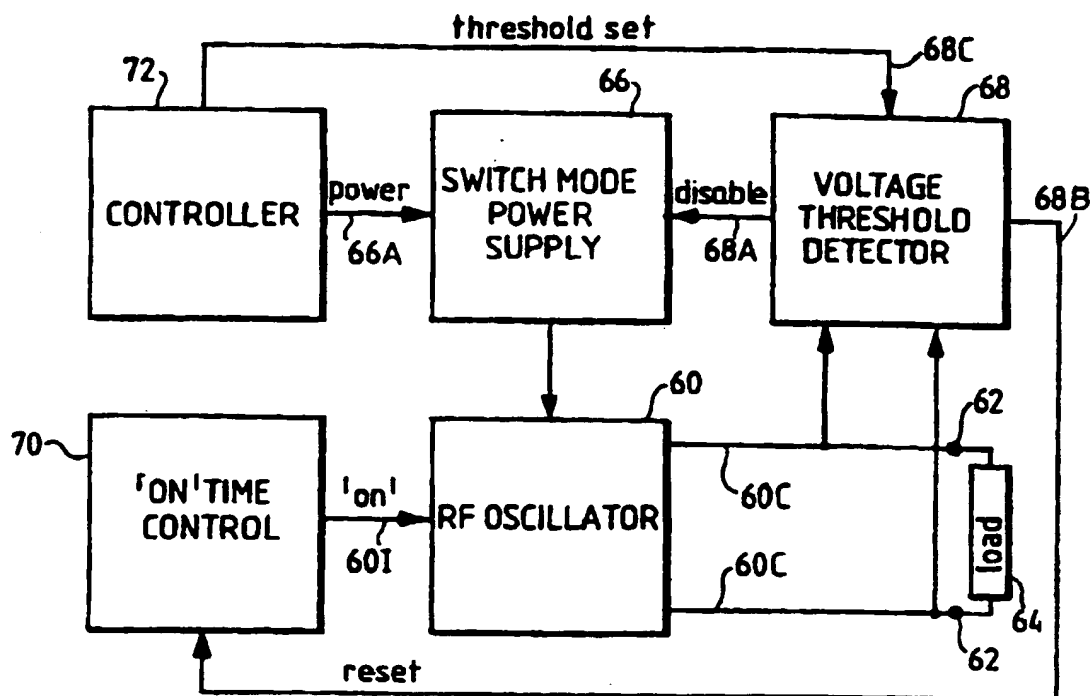 threshold set
72
66
68C
68
CONTROLLER
power
66A
SWITCH MODE
POWER
SUPPLY
disable
68A
VOLTAGE
THRESHOLD
DETECTOR
68B
60
62
70
'ON' TIME
CONTROL
'on'
60I
RF OSCILLATOR
60C
60C
load
64
62
reset